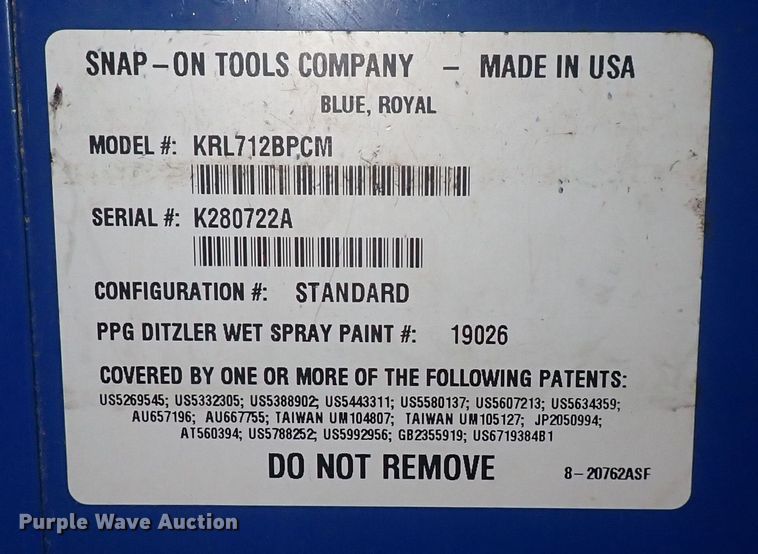 SNAP-ON TOOLS COMPANY - MADE IN USA
BLUE, ROYAL
MODEL #: KRL712BPCM
SERIAL #: K280722A
CONFIGURATION #: STANDARD
PPG DITZLER WET SPRAY PAINT #: 19026
COVERED BY ONE OR MORE OF THE FOLLOWING PATENTS:
US5269545; US5332305; US5388902; US5443311; US5580137; US5607213; US5634359;
AU657196; AU667755; TAIWAN UM104807; TAIWAN UM105127; JP2050994;
AT560394; US5788252; US5992956; GB2355919; US6719384B1
DO NOT REMOVE 8-20762ASF
Purple Wave Auction